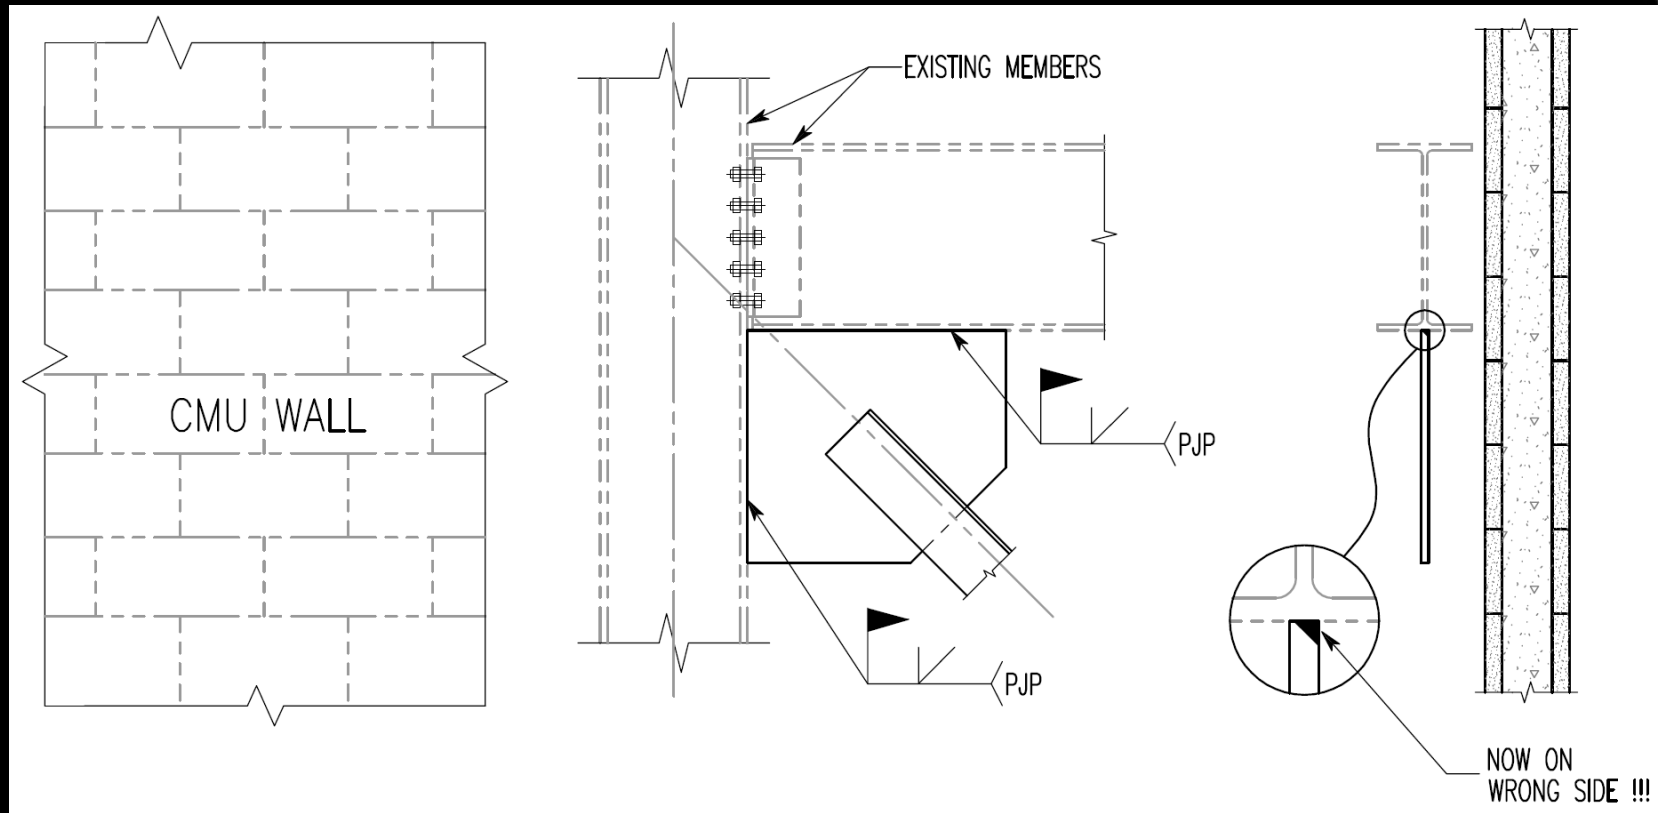 EXISTING MEMBERS
CMU WALL
PJP
PJP
NOW ON
WRONG SIDE !!!